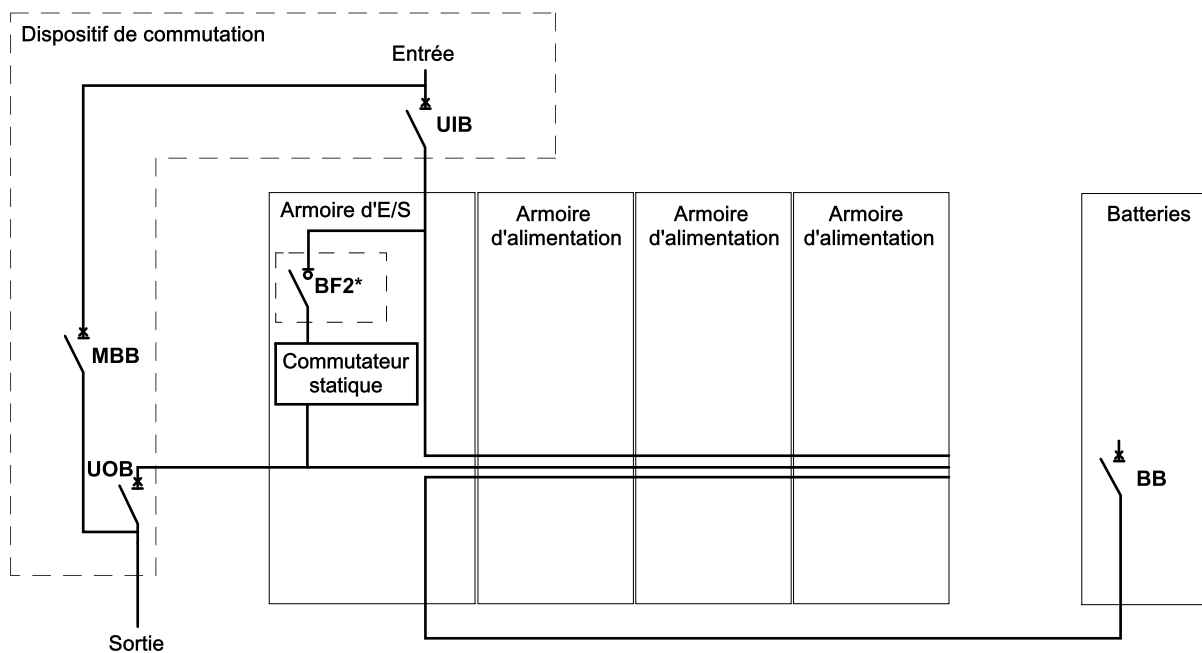 Dispositif de commutation
Entrée
UIB
Armoire d'E/S
Armoire
d'alimentation
Armoire
d'alimentation
Armoire
d'alimentation
Batteries
BF2*
MBB
Commutateur
statique
UOB
BB
Sortie